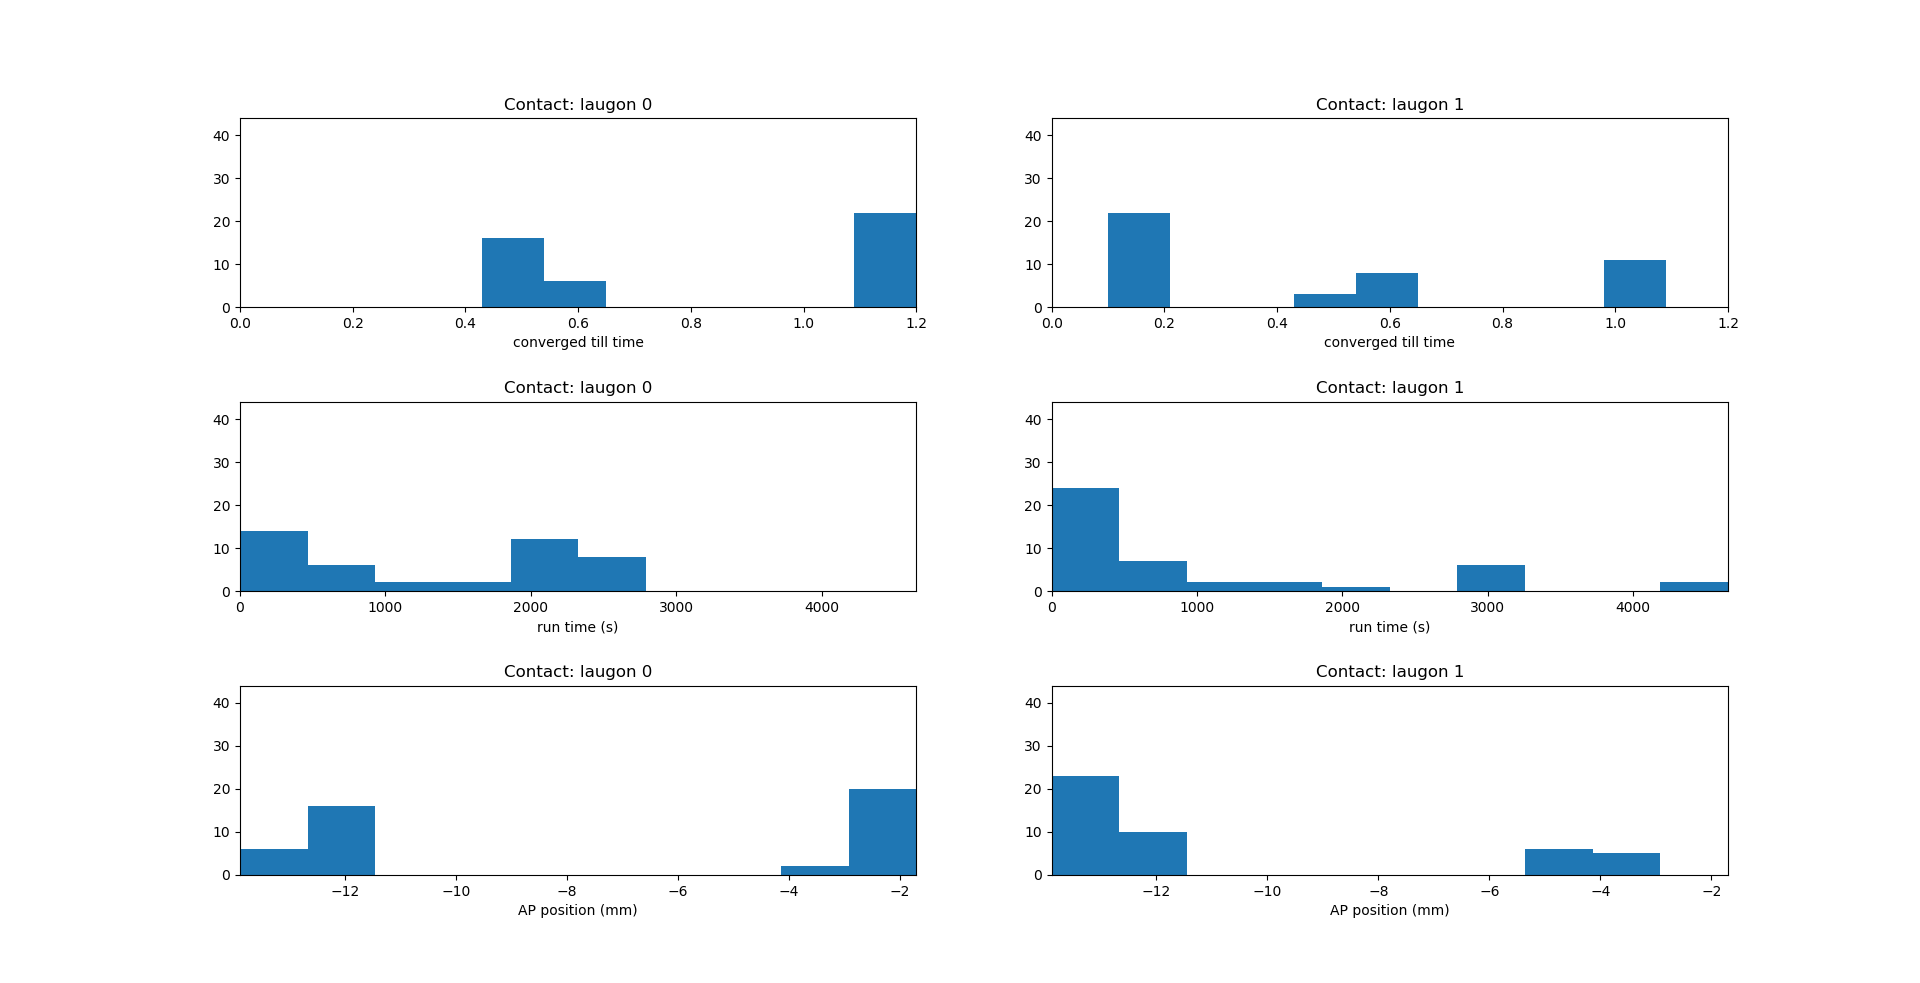 Contact: laugon 0
40
30
20
10
0
0.0 0.2 0.4 0.6 0.8 1.0 1.2
converged till time
Contact: laugon 1
40
30
20
10
0
0.0 0.2 0.4 0.6 0.8 1.0 1.2
converged till time
Contact: laugon 0
40
30
20
10
0
0 1000 2000 3000 4000
run time (s)
Contact: laugon 1
40
30
20
10
0
0 1000 2000 3000 4000
run time (s)
Contact: laugon 0
40
30
20
10
0
−12 −10 −8 −6 −4 −2
AP position (mm)
Contact: laugon 1
40
30
20
10
0
−12 −10 −8 −6 −4 −2
AP position (mm)